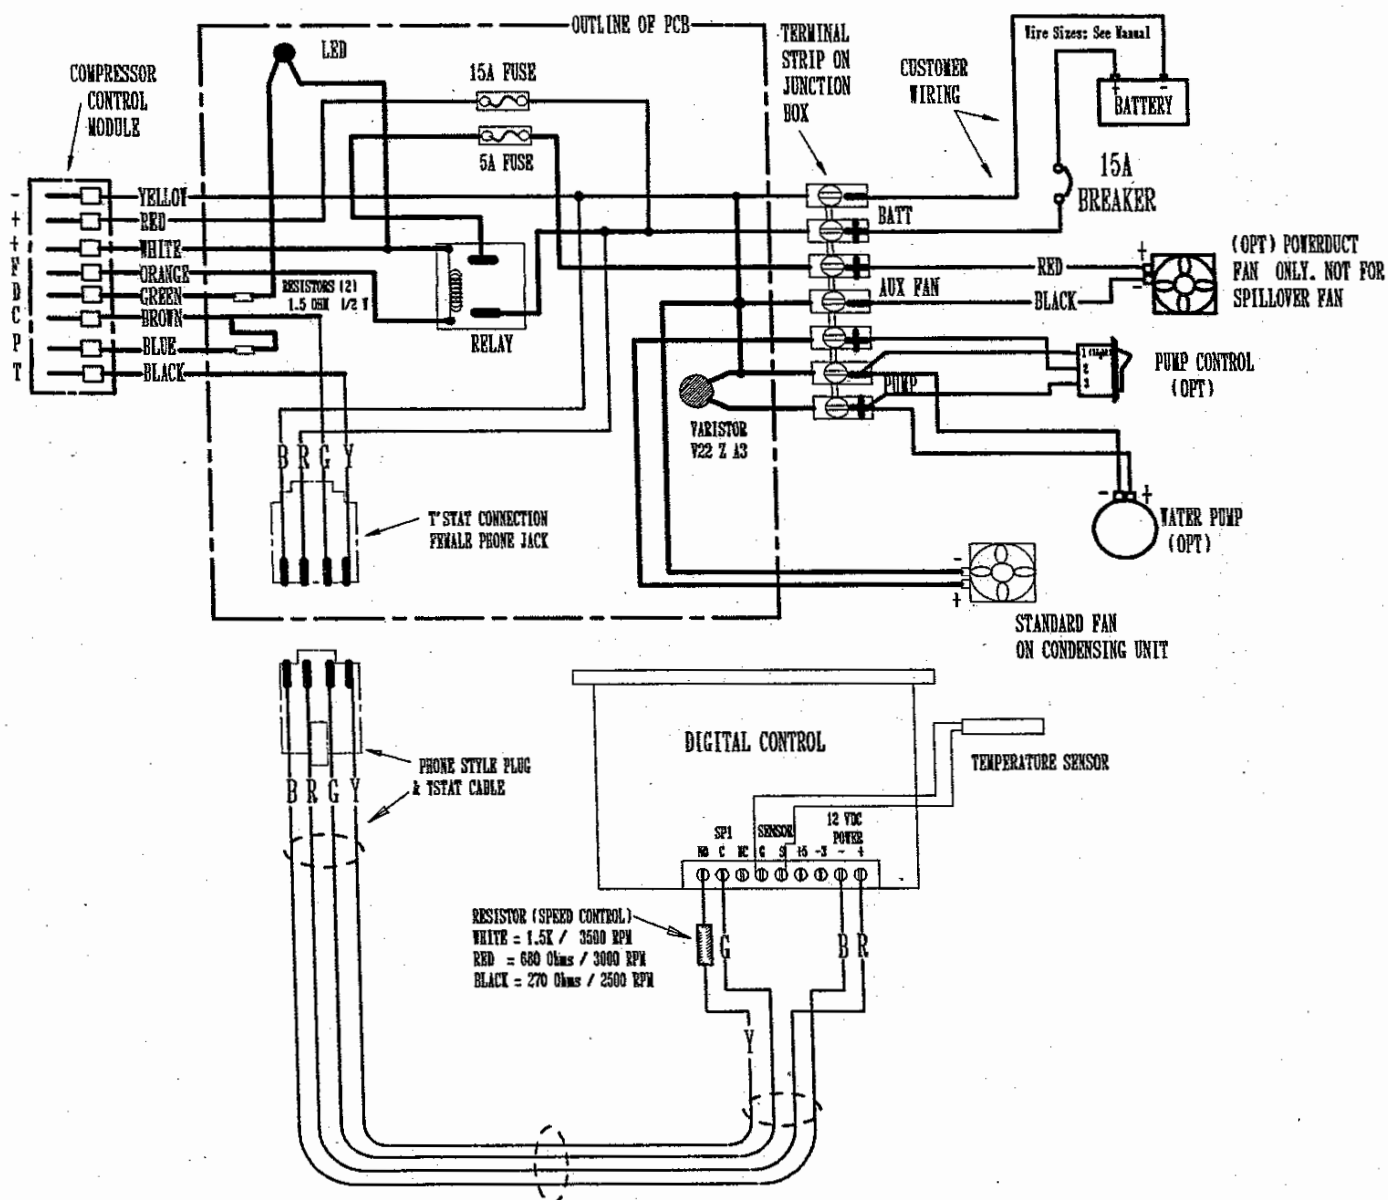 OUTLINE OF PCB
LED
15A FUSE
5A FUSE
COMPRESSOR
CONTROL
MODULE
TERMINAL
STRIP ON
JUNCTION
BOX
CUSTOMER
WIRING
Wire Sizes: See Manual
+ -
BATTERY
15A
BREAKER
- YELLOW
+ RED
+ WHITE
F ORANGE
D GREEN
C BROWN
P BLUE
T BLACK
RESISTORS (2)
1.5 OHM 1/2 W
RELAY
BATT
AUX FAN
PUMP
RED
BLACK
+
-
(OPT) POWERDUCT
FAN ONLY. NOT FOR
SPILLOVER FAN
1
2
3
PUMP CONTROL
(OPT)
VARISTOR
V22 Z A3
B R G Y
T'STAT CONNECTION
FEMALE PHONE JACK
- +
WATER PUMP
(OPT)
-
+
STANDARD FAN
ON CONDENSING UNIT
PHONE STYLE PLUG
& TSTAT CABLE
B R G Y
DIGITAL CONTROL
TEMPERATURE SENSOR
SP1 SENSOR 12 VDC
POWER
NO C NC G S +5 -3 - +
RESISTOR (SPEED CONTROL)
WHITE = 1.5K / 3500 RPM
RED = 680 Ohms / 3000 RPM
BLACK = 270 Ohms / 2500 RPM
G B R
Y